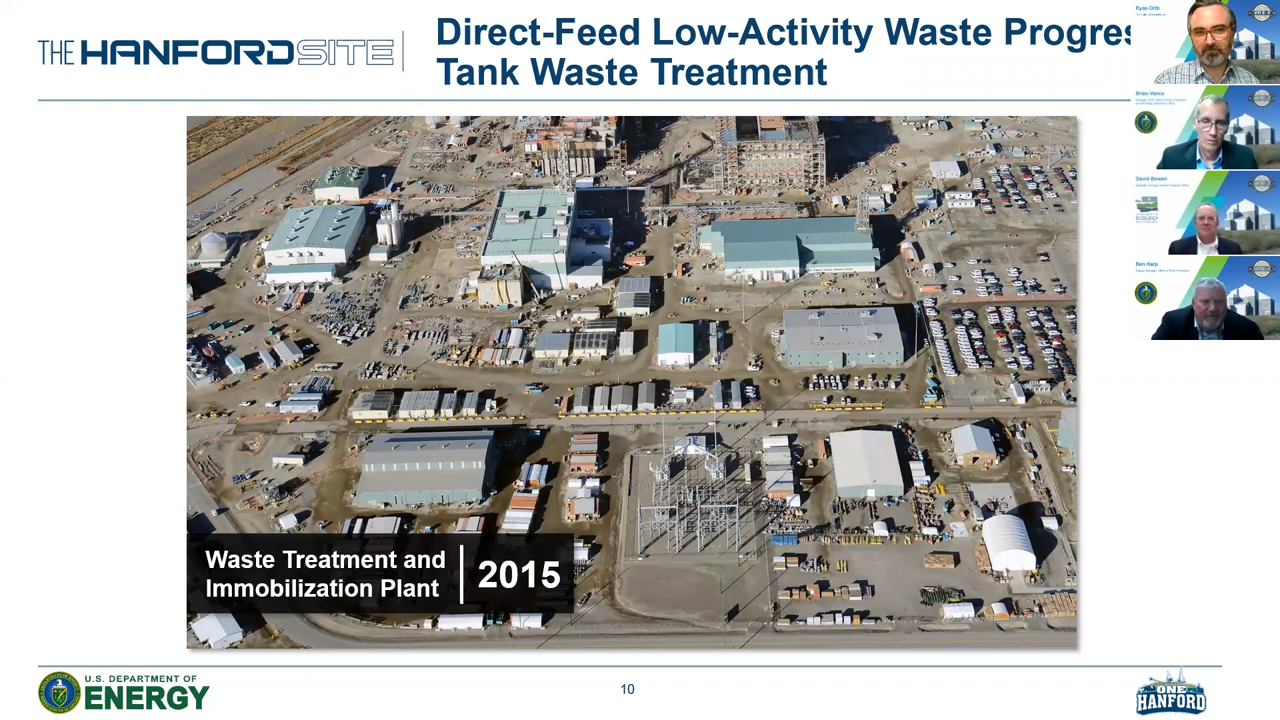 THE HANFORD SITE
Direct-Feed Low-Activity Waste Progres
Tank Waste Treatment
Waste Treatment and
Immobilization Plant
2015
U.S. DEPARTMENT OF
ENERGY
10
ONE
HANFORD
Ryan Orth
Brian Vance
David Bowen
ECOLOGY
Ben Harp